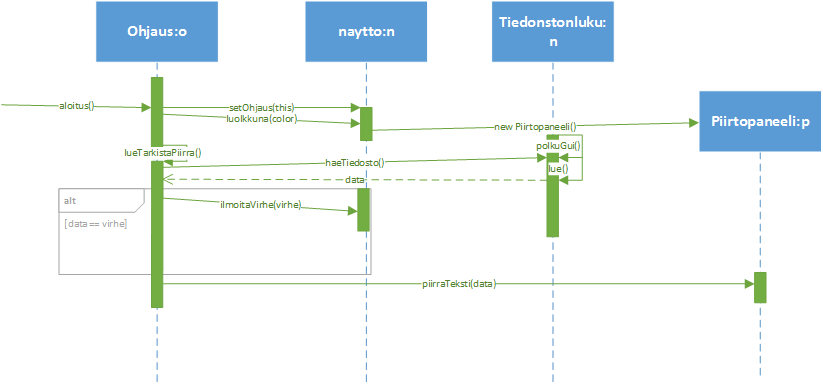 Ohjaus:o
naytto:n
Tiedonstonluku:
n
Piirtopaneeli:p
aloitus()
setOhjaus(this)
luoIkkuna(color)
new Piirtopaneeli()
polkuGui()
lueTarkistaPiirra()
haeTiedosto()
lue()
data
alt
ilmoitaVirhe(virhe)
[data== virhe]
piirraTeksti(data)